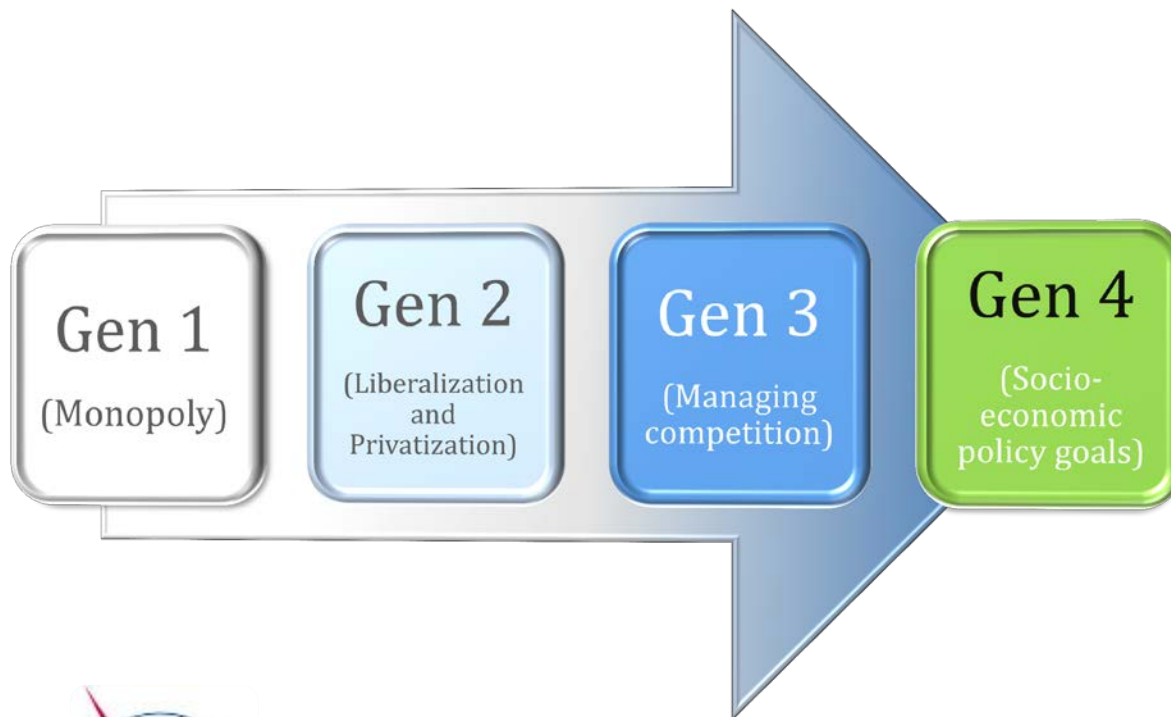 Gen 1
(Monopoly)
Gen 2
(Liberalization
and
Privatization)
Gen 3
(Managing
competition)
Gen 4
(Socio-
economic
policy goals)